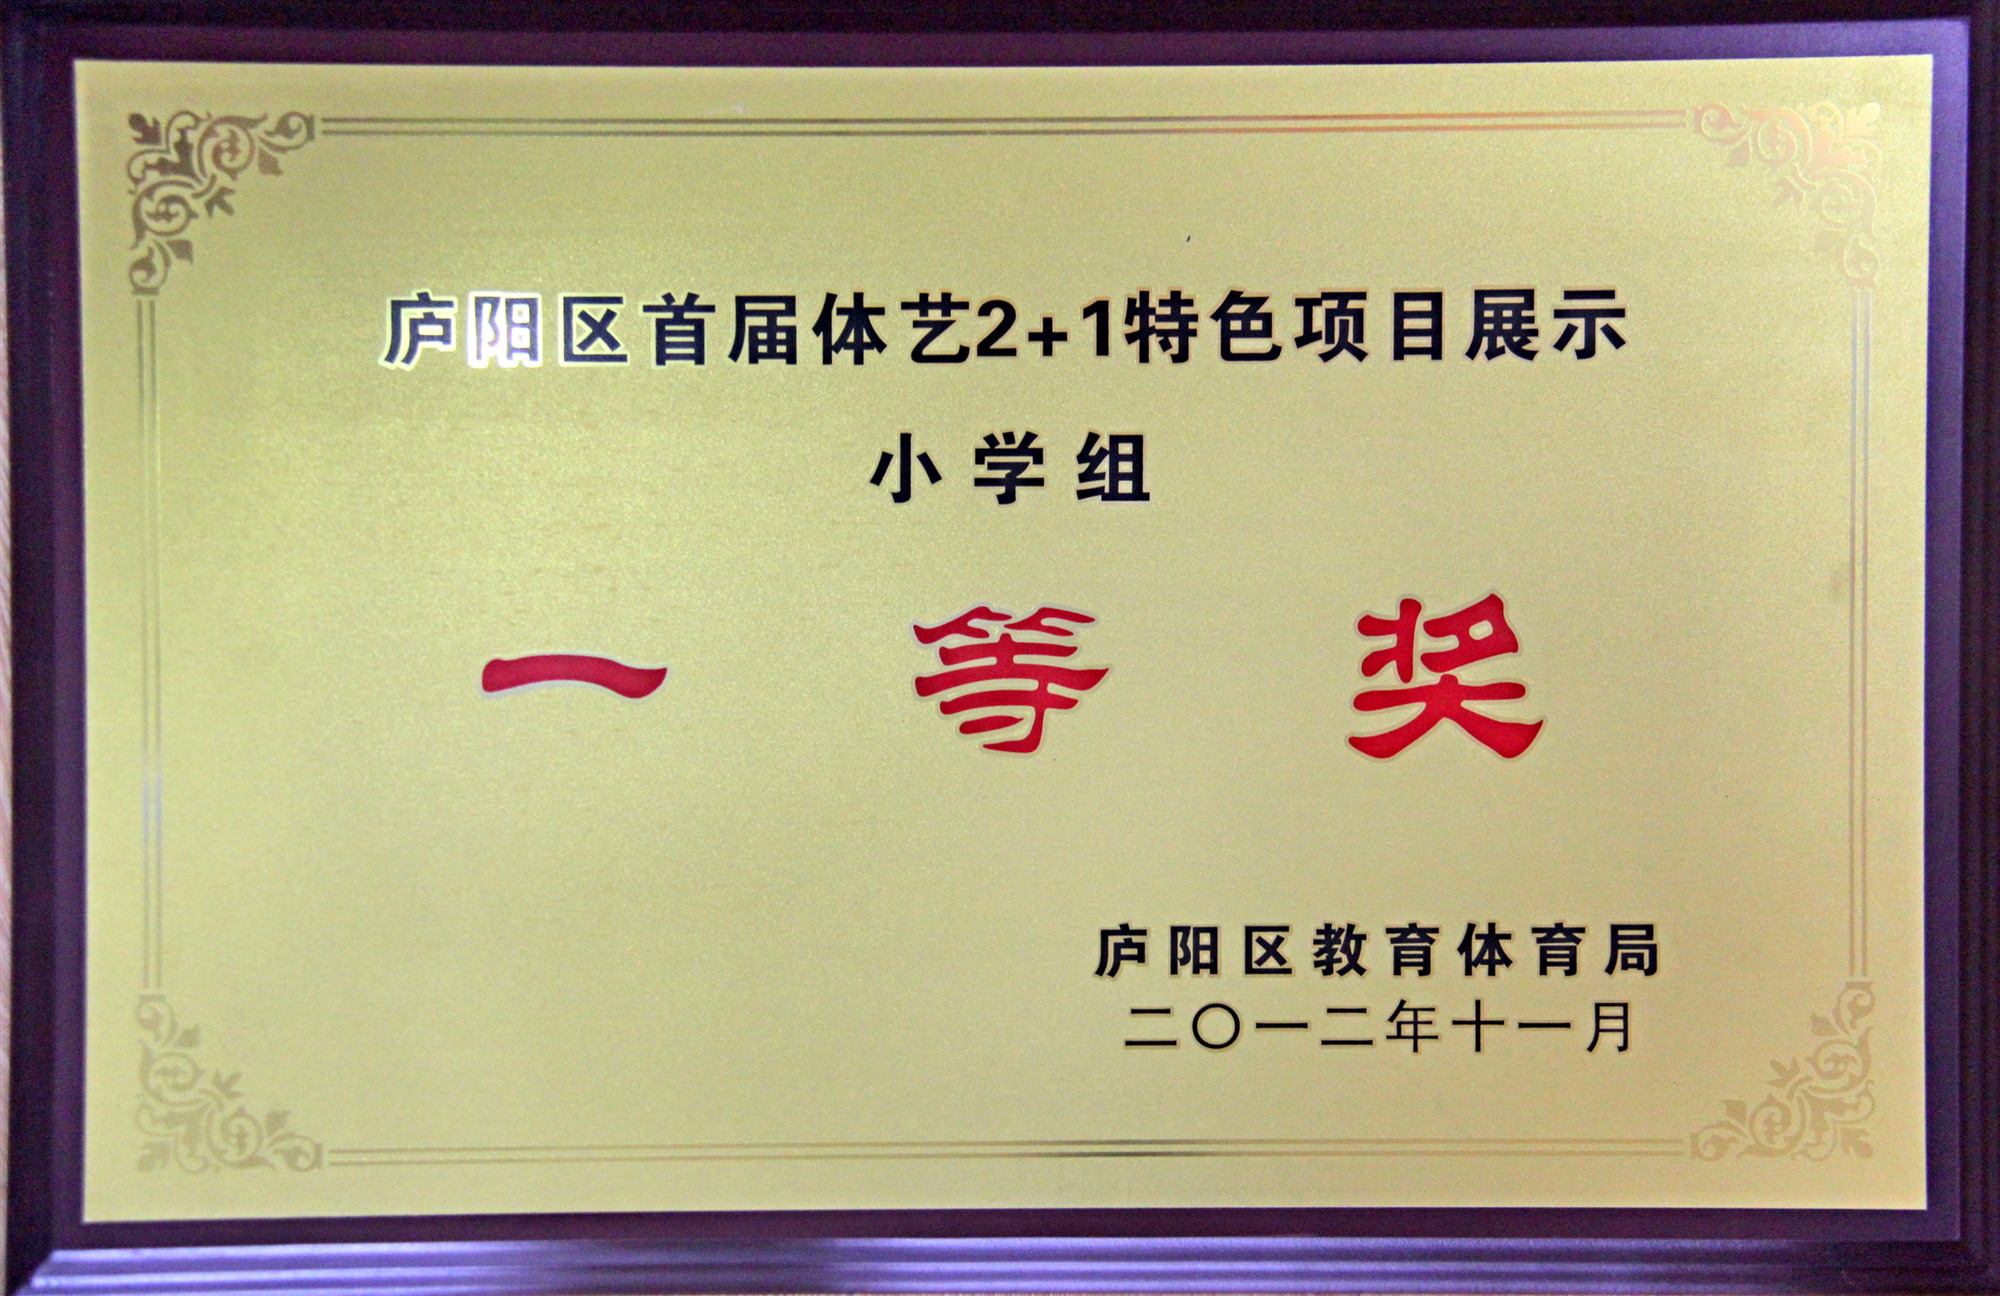 庐阳区首届体艺2+1特色项目展示
小学组
一等奖
庐阳区教育体育局
二〇一二年十一月